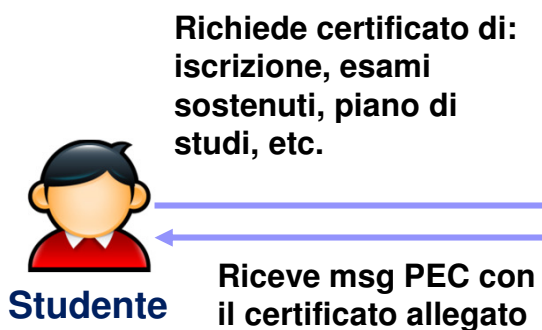 Richiede certificato di:
iscrizione, esami
sostenuti, piano di
studi, etc.
Studente
Riceve msg PEC con
il certificato allegato